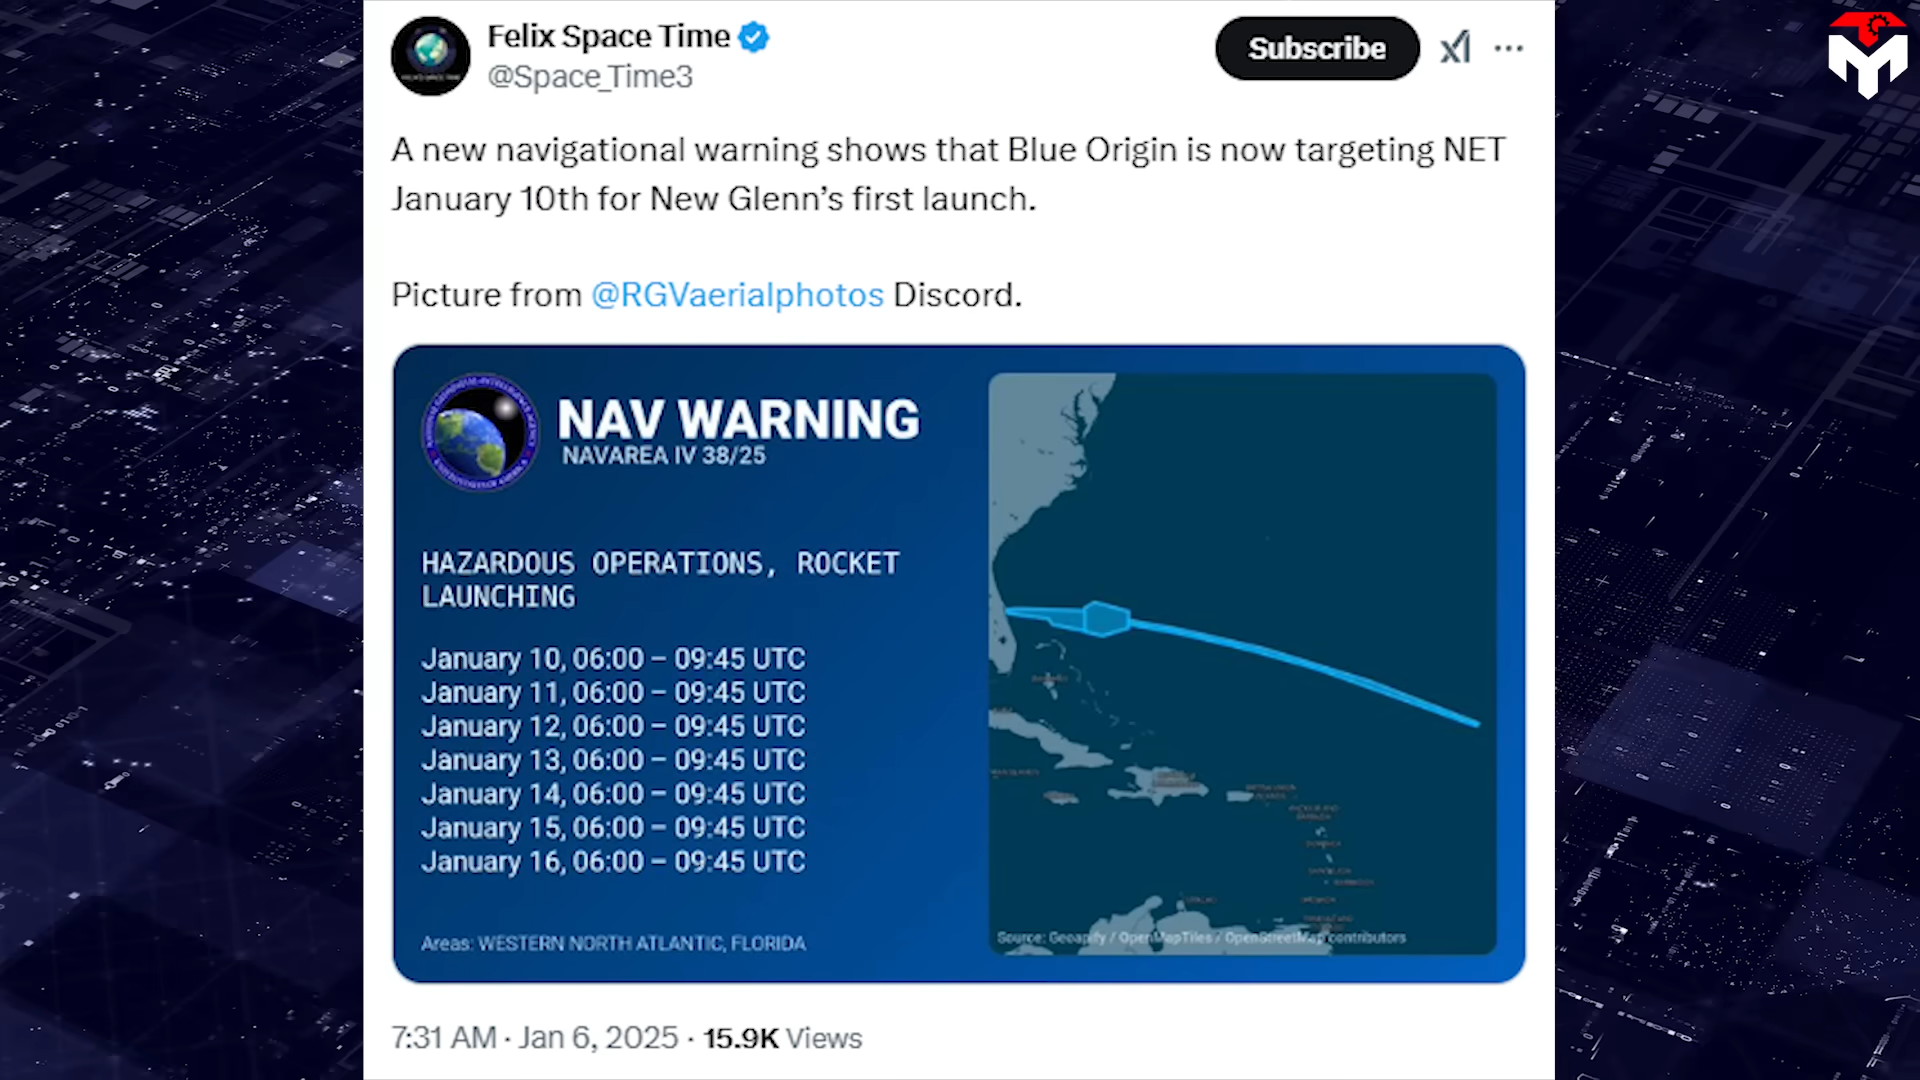 Felix Space Time
@Space_Time3
Subscribe
A new navigational warning shows that Blue Origin is now targeting NET
January 10th for New Glenn’s first launch.
Picture from @RGVaerialphotos Discord.
NAV WARNING
NAVAREA IV 38/25
HAZARDOUS OPERATIONS, ROCKET
LAUNCHING
January 10, 06:00 – 09:45 UTC
January 11, 06:00 – 09:45 UTC
January 12, 06:00 – 09:45 UTC
January 13, 06:00 – 09:45 UTC
January 14, 06:00 – 09:45 UTC
January 15, 06:00 – 09:45 UTC
January 16, 06:00 – 09:45 UTC
Areas: WESTERN NORTH ATLANTIC, FLORIDA
Source: Geoapify / OpenMapTiles / OpenStreetMap contributors
7:31 AM · Jan 6, 2025 · 15.9K Views